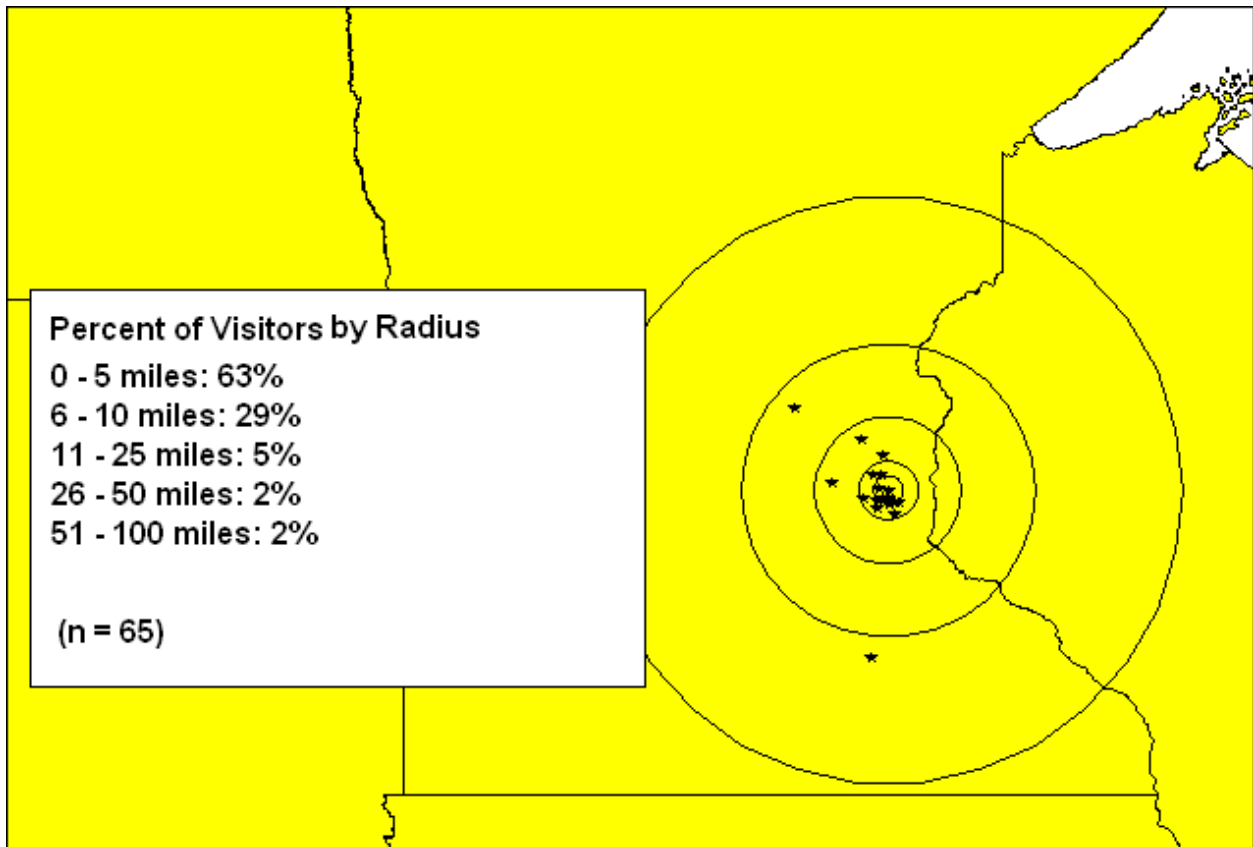 Percent of Visitors by Radius
0 - 5 miles: 63%
6 - 10 miles: 29%
11 - 25 miles: 5%
26 - 50 miles: 2%
51 - 100 miles: 2%
(n = 65)